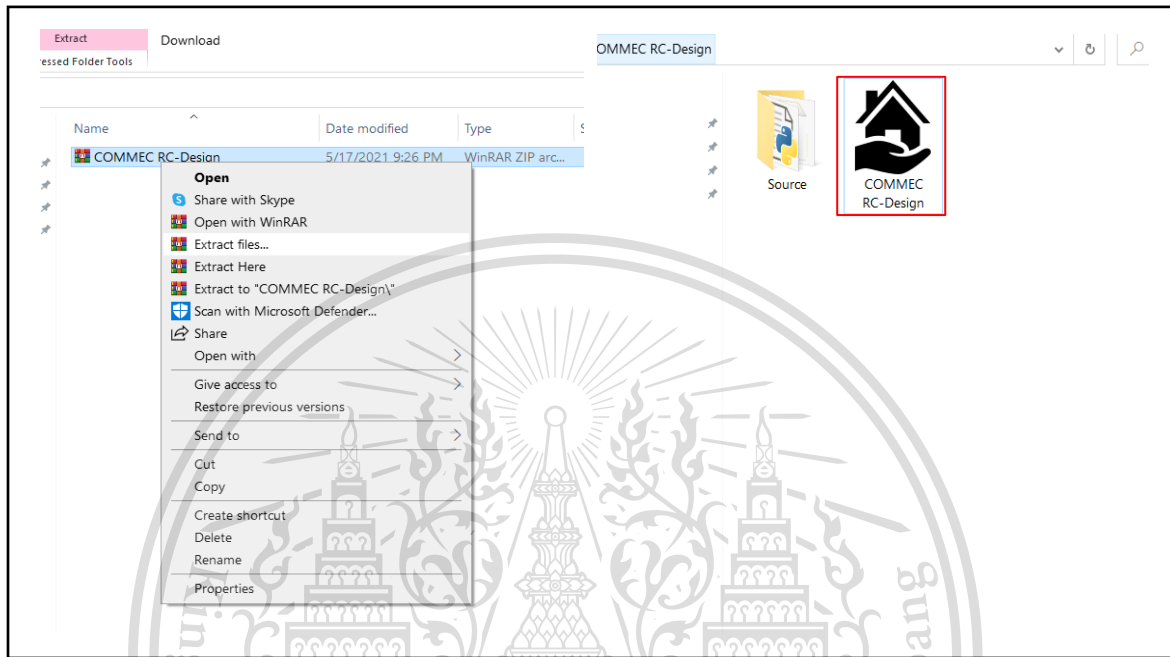 Extract
Download
ressed Folder Tools
Name
Date modified
Type
COMMEC RC-Design
5/17/2021 9:26 PM
WinRAR ZIP arc...
Open
Share with Skype
Open with WinRAR
Extract files...
Extract Here
Extract to "COMMEC RC-Design\"
Scan with Microsoft Defender...
Share
Open with
Give access to
Restore previous versions
Send to
Cut
Copy
Create shortcut
Delete
Rename
Properties
OMMEC RC-Design
Source
COMMEC
RC-Design